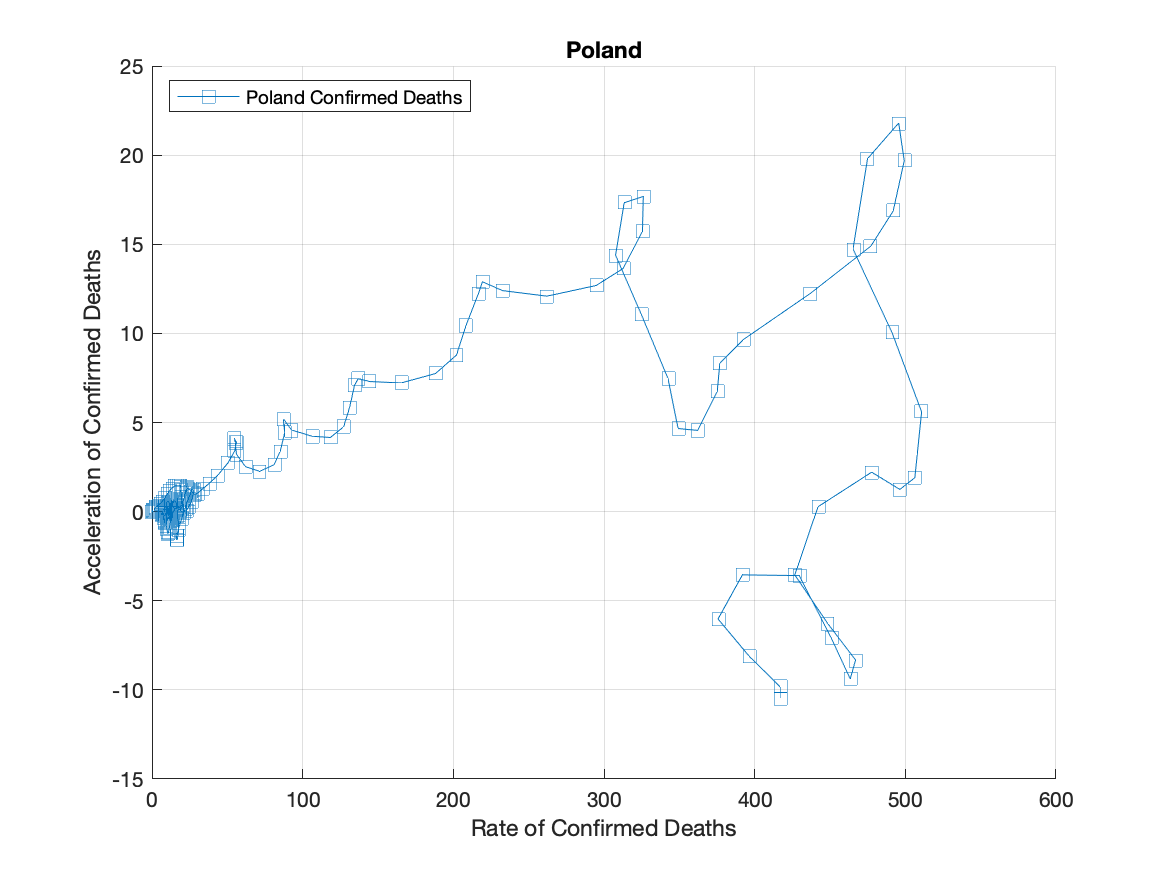 Poland
25
Poland Confirmed Deaths
20
15
10
5
0
-5
-10
-15
Acceleration of Confirmed Deaths
0 100 200 300 400 500 600
Rate of Confirmed Deaths